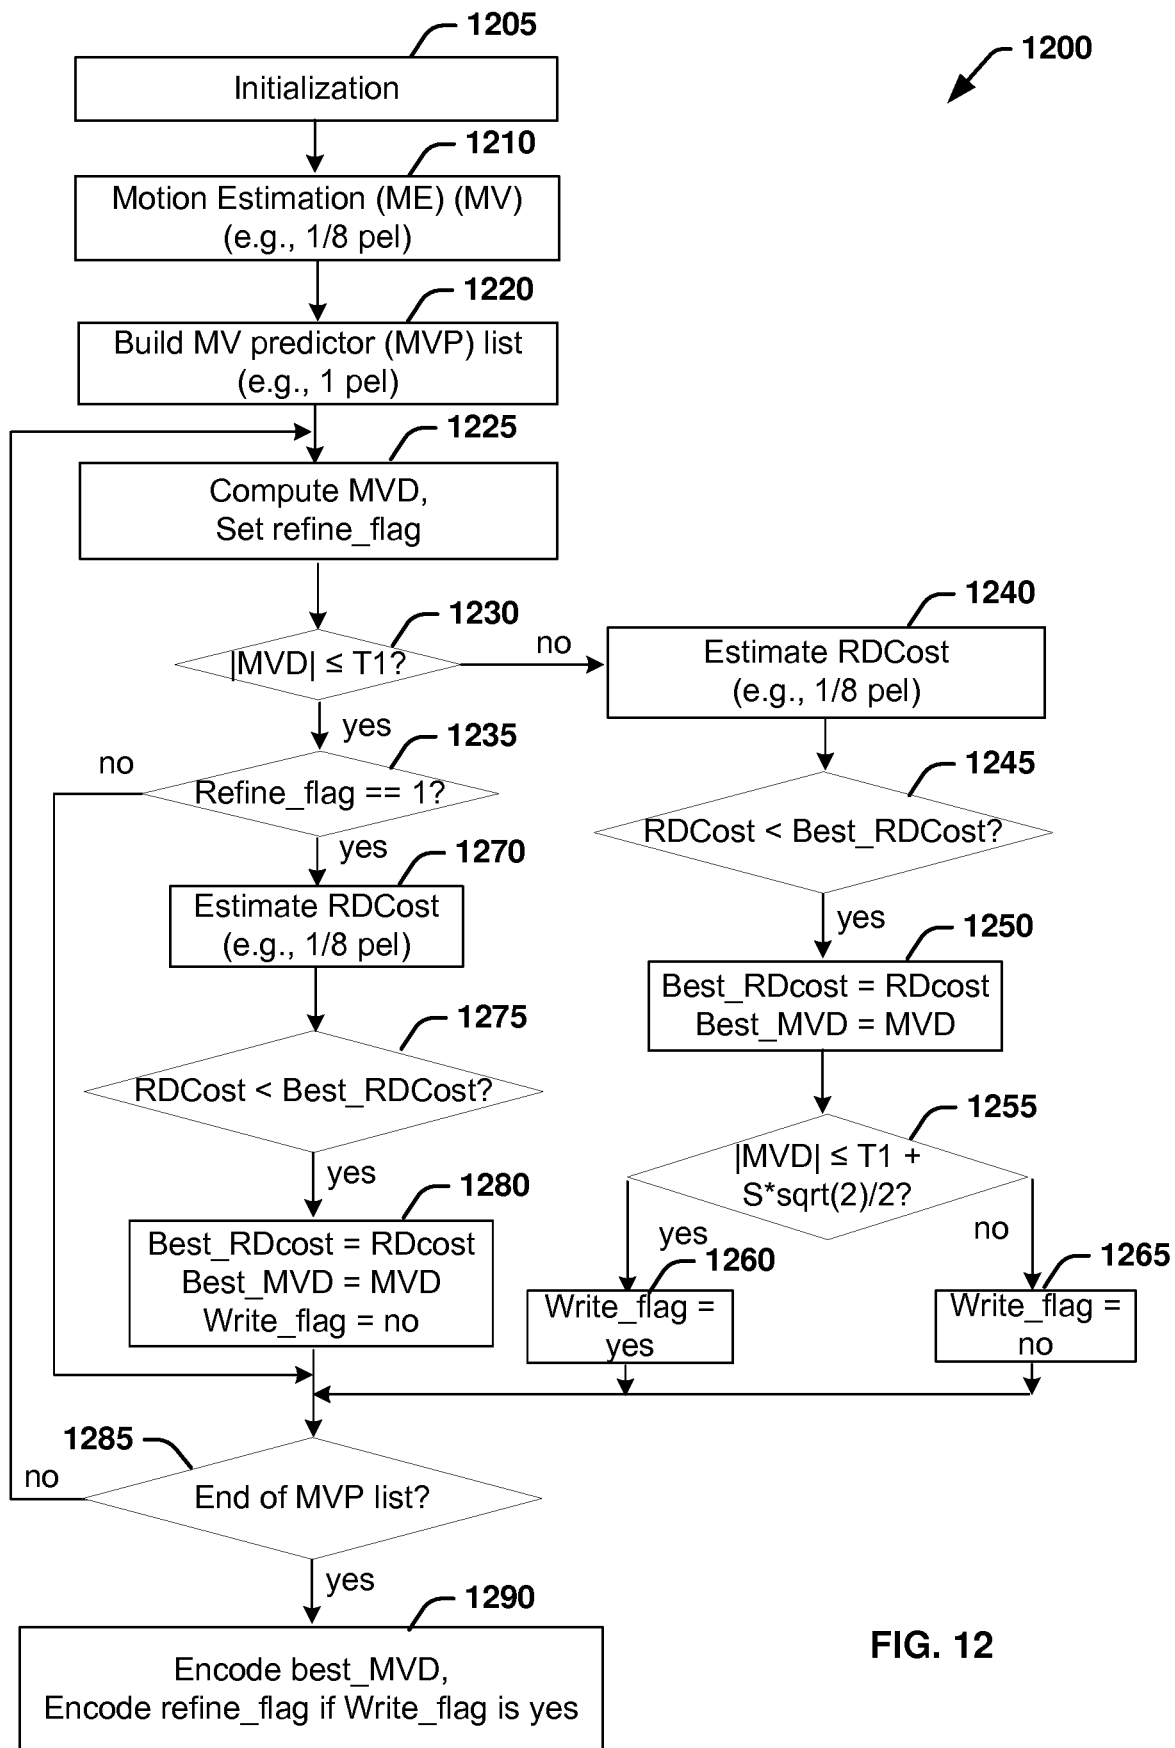 1205
1200
Initialization
1210
Motion Estimation (ME) (MV)
(e.g., 1/8 pel)
1220
Build MV predictor (MVP) list
(e.g., 1 pel)
1225
Compute MVD,
Set refine_flag
1230
|MVD| ≤ T1?
no
yes
1240
Estimate RDCost
(e.g., 1/8 pel)
1235
no
Refine_flag == 1?
yes
1245
RDCost < Best_RDCost?
yes
1270
Estimate RDCost
(e.g., 1/8 pel)
1250
Best_RDcost = RDcost
Best_MVD = MVD
1275
RDCost < Best_RDCost?
yes
1255
|MVD| ≤ T1 +
S*sqrt(2)/2?
yes
no
1280
Best_RDcost = RDcost
Best_MVD = MVD
Write_flag = no
1260
Write_flag =
yes
1265
Write_flag =
no
1285
no
End of MVP list?
yes
1290
Encode best_MVD,
Encode refine_flag if Write_flag is yes
FIG. 12